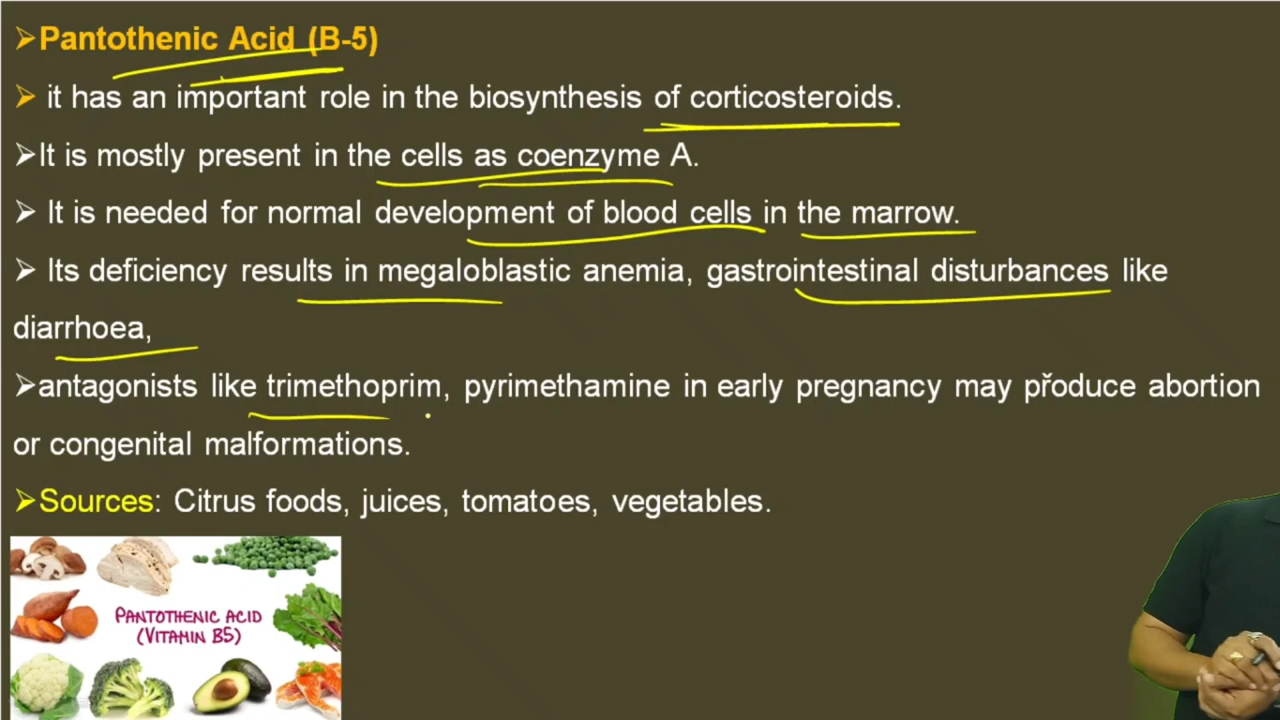 ➢Pantothenic Acid (B-5)
➢ it has an important role in the biosynthesis of corticosteroids.
➢It is mostly present in the cells as coenzyme A.
➢ It is needed for normal development of blood cells in the marrow.
➢ Its deficiency results in megaloblastic anemia, gastrointestinal disturbances like
diarrhoea,
➢antagonists like trimethoprim, pyrimethamine in early pregnancy may produce abortion
or congenital malformations.
➢Sources: Citrus foods, juices, tomatoes, vegetables.
PANTOTHENIC ACID
(VITAMIN B5)